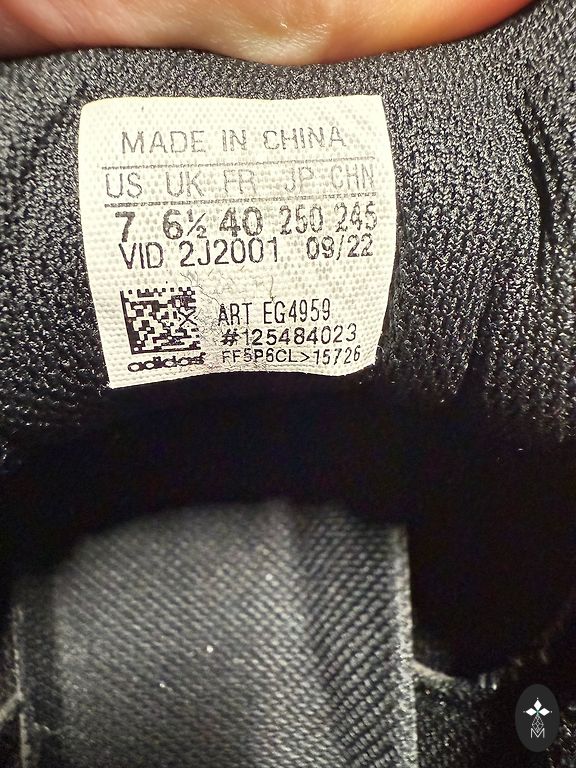 MADE IN CHINA
US UK FR JP CHN
7 6½ 40 250 245
VID 2J2001 09/22
ART EG4959
#125484023
FF5P6CL>15726
adidas
M